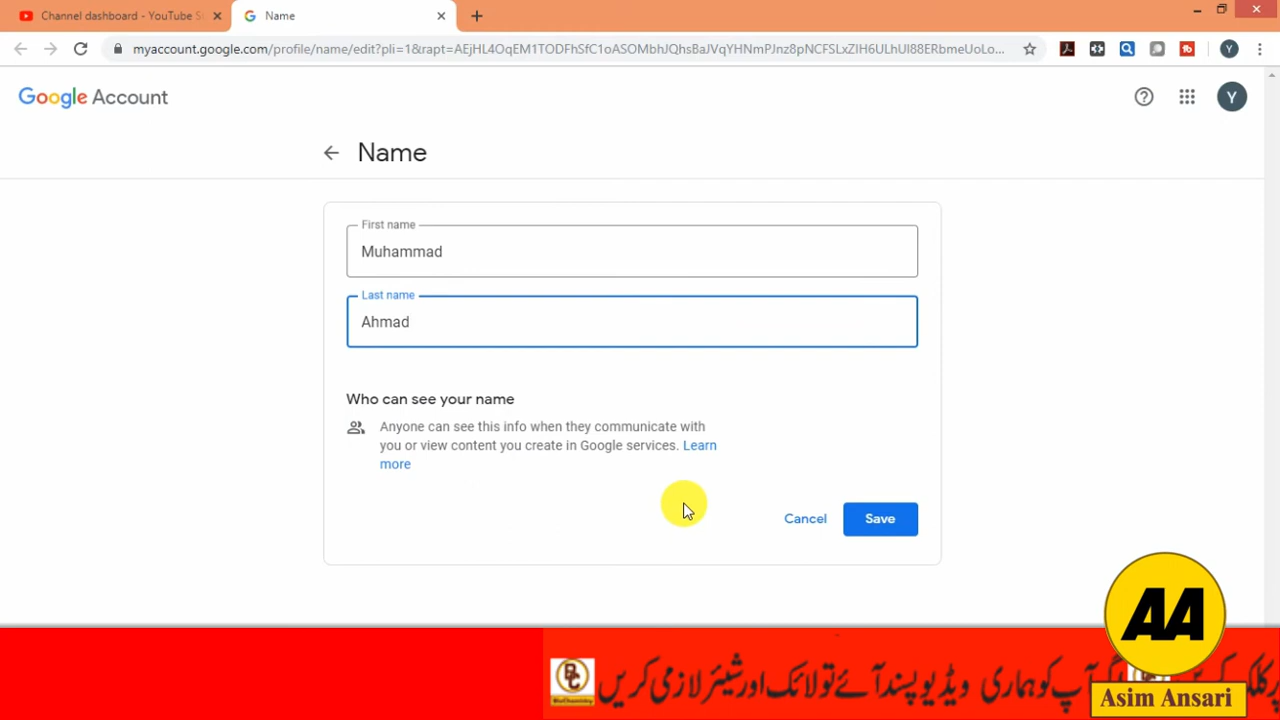 Channel dashboard - YouTube S
Name
myaccount.google.com/profile/name/edit?pli=1&rapt=AEjHL4OqEM1TODFhSfC1oASOMbhJQhsBaJVqYHNmPJnz8pNCFSLxZIH6ULhUI88ERbmeUoLo...
Y
Google Account
Y
Name
First name
Muhammad
Last name
Ahmad
Who can see your name
Anyone can see this info when they communicate with
you or view content you create in Google services. Learn
more
Cancel
Save
AA
Asim Ansari
آپ کو ہماری ویڈیو پسند آئے تو لائک اور شیئر لازمی کریں